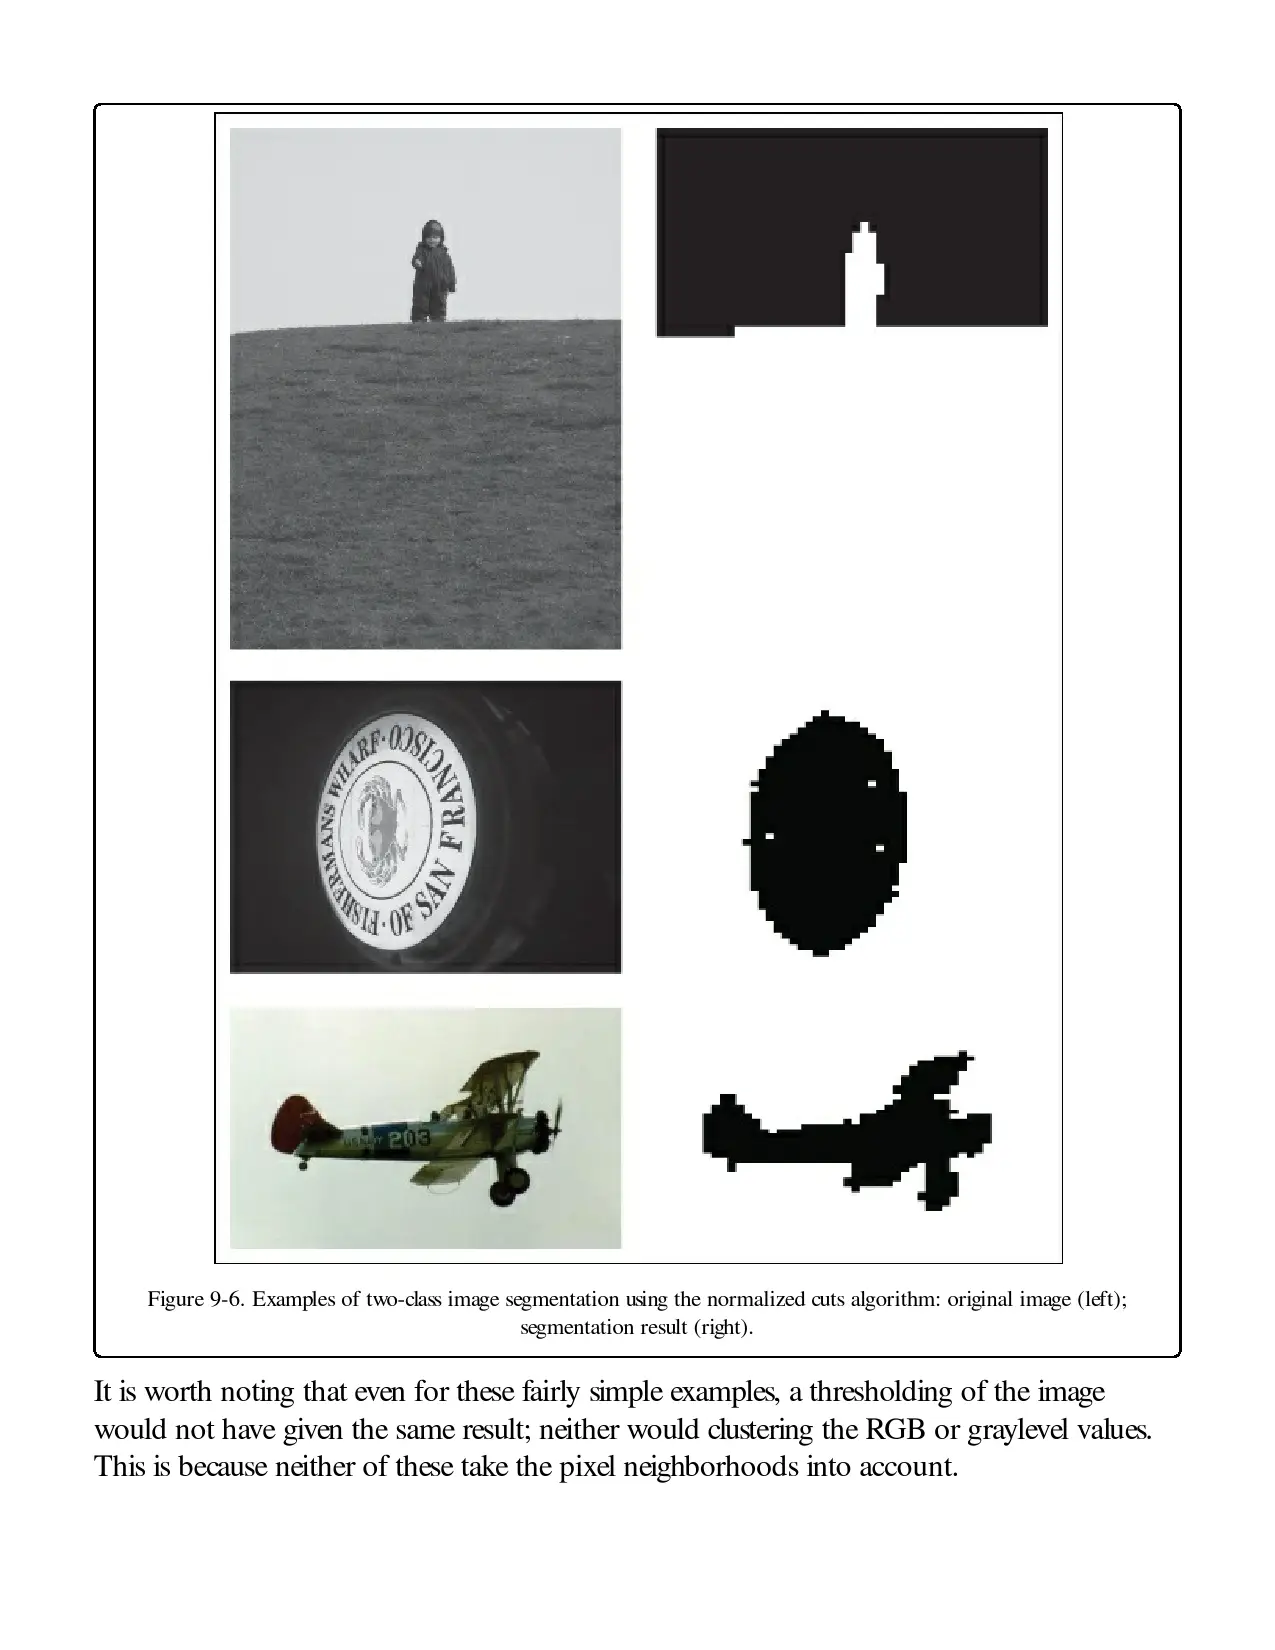 FISHERMANS WHARF · OF SAN FRANCISCO ·
203
Figure 9-6. Examples of two-class image segmentation using the normalized cuts algorithm: original image (left);
segmentation result (right).
It is worth noting that even for these fairly simple examples, a thresholding of the image
would not have given the same result; neither would clustering the RGB or graylevel values.
This is because neither of these take the pixel neighborhoods into account.